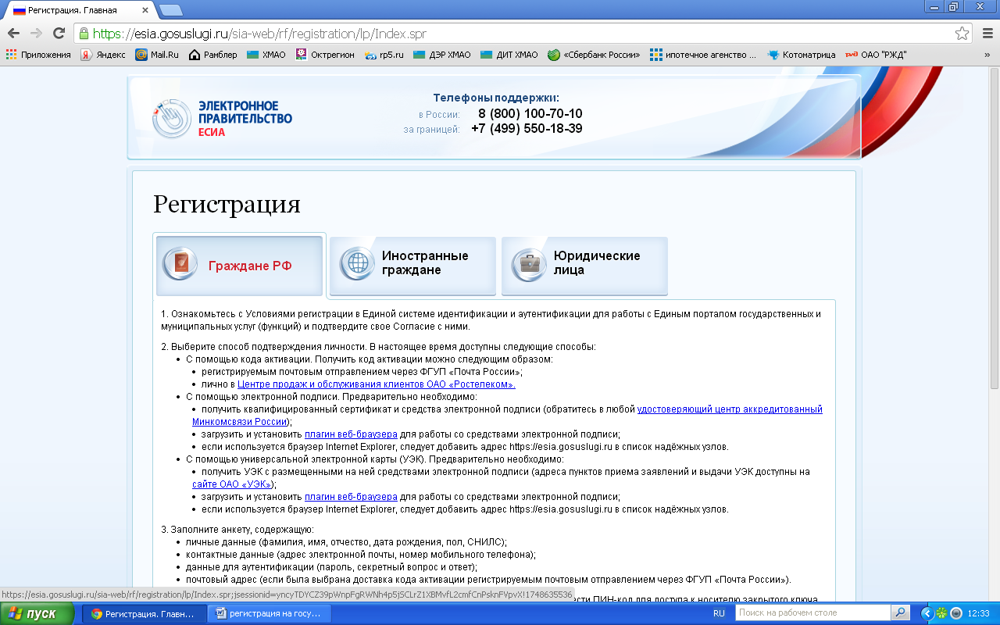 Регистрация. Главная
https://esia.gosuslugi.ru/sia-web/rf/registration/lp/Index.spr
Приложения Яндекс Mail.Ru Рамблер ХМАО Октрегион rp5.ru ДЭР ХМАО ДИТ ХМАО «Сбербанк России» ипотечное агенство ... Котоматрица ОАО "РЖД" »
ЭЛЕКТРОННОЕ
ПРАВИТЕЛЬСТВО
ЕСИА
Телефоны поддержки:
в России: 8 (800) 100-70-10
за границей: +7 (499) 550-18-39
Регистрация
Граждане РФ
Иностранные
граждане
Юридические
лица
1. Ознакомьтесь с Условиями регистрации в Единой системе идентификации и аутентификации для работы с Единым порталом государственных и
муниципальных услуг (функций) и подтвердите свое Согласие с ними.
2. Выберите способ подтверждения личности. В настоящее время доступны следующие способы:
• С помощью кода активации. Получить код активации можно следующим образом:
• регистрируемым почтовым отправлением через ФГУП «Почта России»;
• лично в Центре продаж и обслуживания клиентов ОАО «Ростелеком».
• С помощью электронной подписи. Предварительно необходимо:
• получить квалифицированный сертификат и средства электронной подписи (обратитесь в любой удостоверяющий центр аккредитованный
Минкомсвязи России);
• загрузить и установить плагин веб-браузера для работы со средствами электронной подписи;
• если используется браузер Internet Explorer, следует добавить адрес https://esia.gosuslugi.ru в список надёжных узлов.
• С помощью универсальной электронной карты (УЭК). Предварительно необходимо:
• получить УЭК с размещенными на ней средствами электронной подписи (адреса пунктов приема заявлений и выдачи УЭК доступны на
сайте ОАО «УЭК»);
• загрузить и установить плагин веб-браузера для работы со средствами электронной подписи;
• если используется браузер Internet Explorer, следует добавить адрес https://esia.gosuslugi.ru в список надёжных узлов.
3. Заполните анкету, содержащую:
• личные данные (фамилия, имя, отчество, дата рождения, пол, СНИЛС);
• контактные данные (адрес электронной почты, номер мобильного телефона);
• данные для аутентификации (пароль, секретный вопрос и ответ);
• почтовый адрес (если была выбрана доставка кода активации регистрируемым почтовым отправлением через ФГУП «Почта России»).
https://esia.gosuslugi.ru/sia-web/rf/registration/lp/Index.spr;jsessionid=yncyTDYCZ39pWnpFgRWNh4p5jSCLrZ1XBMvfL2cmfCnPsknFVpvX!1748635536
ПИН-код для доступа к носителю закрытого ключа
пуск Регистрация. Главн... регистрация на госу... RU Поиск на рабочем столе 12:33